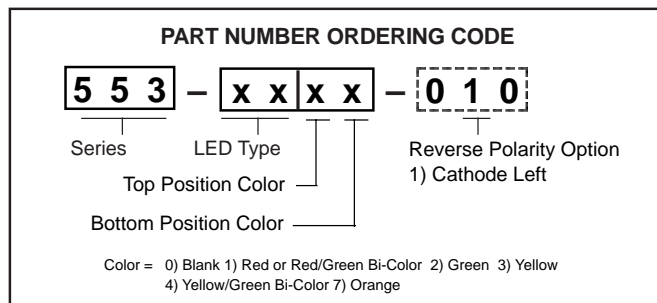 PART NUMBER ORDERING CODE
5 5 3 – x x x x – 0 1 0
Series LED Type Reverse Polarity Option
1) Cathode Left
Top Position Color
Bottom Position Color
Color = 0) Blank 1) Red or Red/Green Bi-Color 2) Green 3) Yellow
4) Yellow/Green Bi-Color 7) Orange